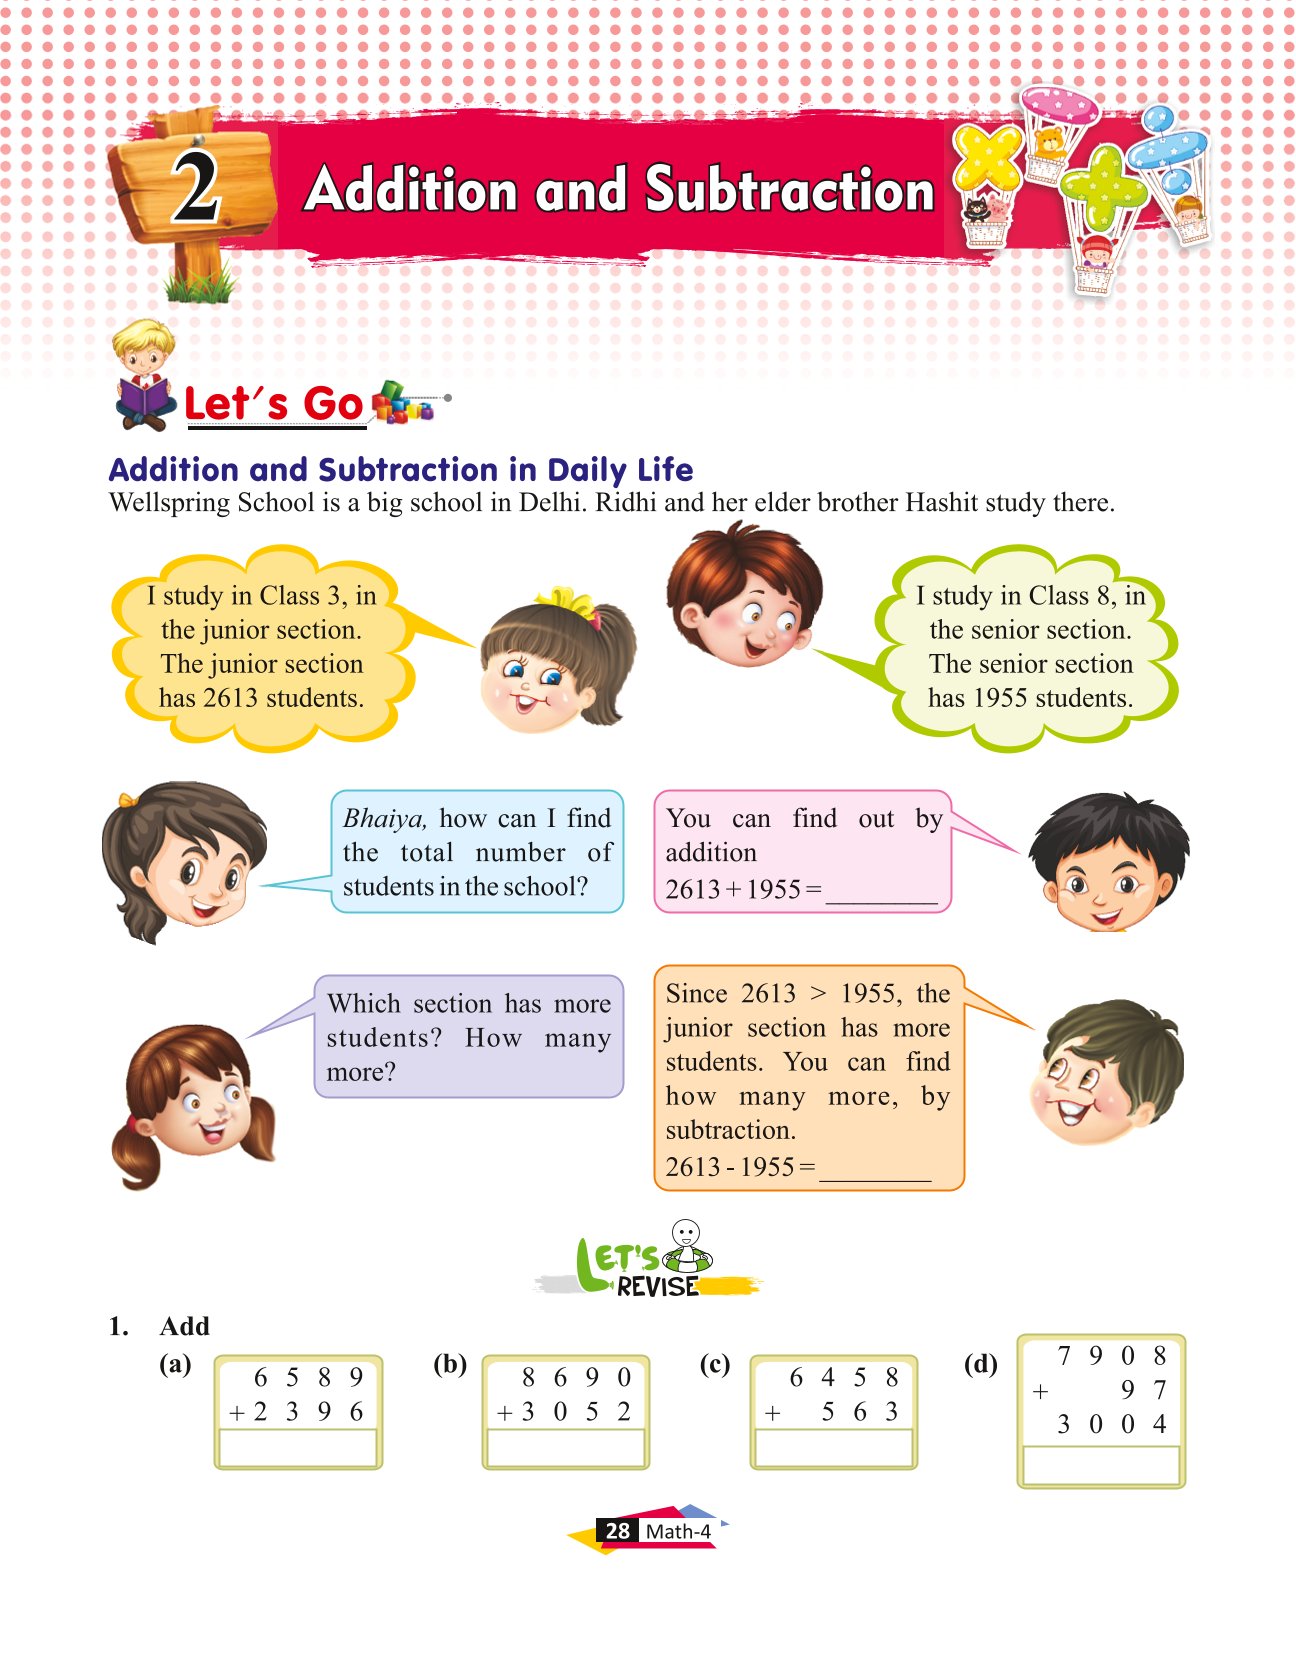 2
Addition and Subtraction
Let's Go
Addition and Subtraction in Daily Life
Wellspring School is a big school in Delhi. Ridhi and her elder brother Hashit study there.
I study in Class 3, in
the junior section.
The junior section
has 2613 students.
I study in Class 8, in
the senior section.
The senior section
has 1955 students.
Bhaiya, how can I find
the total number of
students in the school?
You can find out by
addition
2613 + 1955 = ________
Which section has more
students? How many
more?
Since 2613 > 1955, the
junior section has more
students. You can find
how many more, by
subtraction.
2613 - 1955 = ________
LET'S
REVISE
1. Add
(a)
6 5 8 9
+ 2 3 9 6
(b)
8 6 9 0
+ 3 0 5 2
(c)
6 4 5 8
+ 5 6 3
(d)
7 9 0 8
+ 9 7
3 0 0 4
28 Math-4